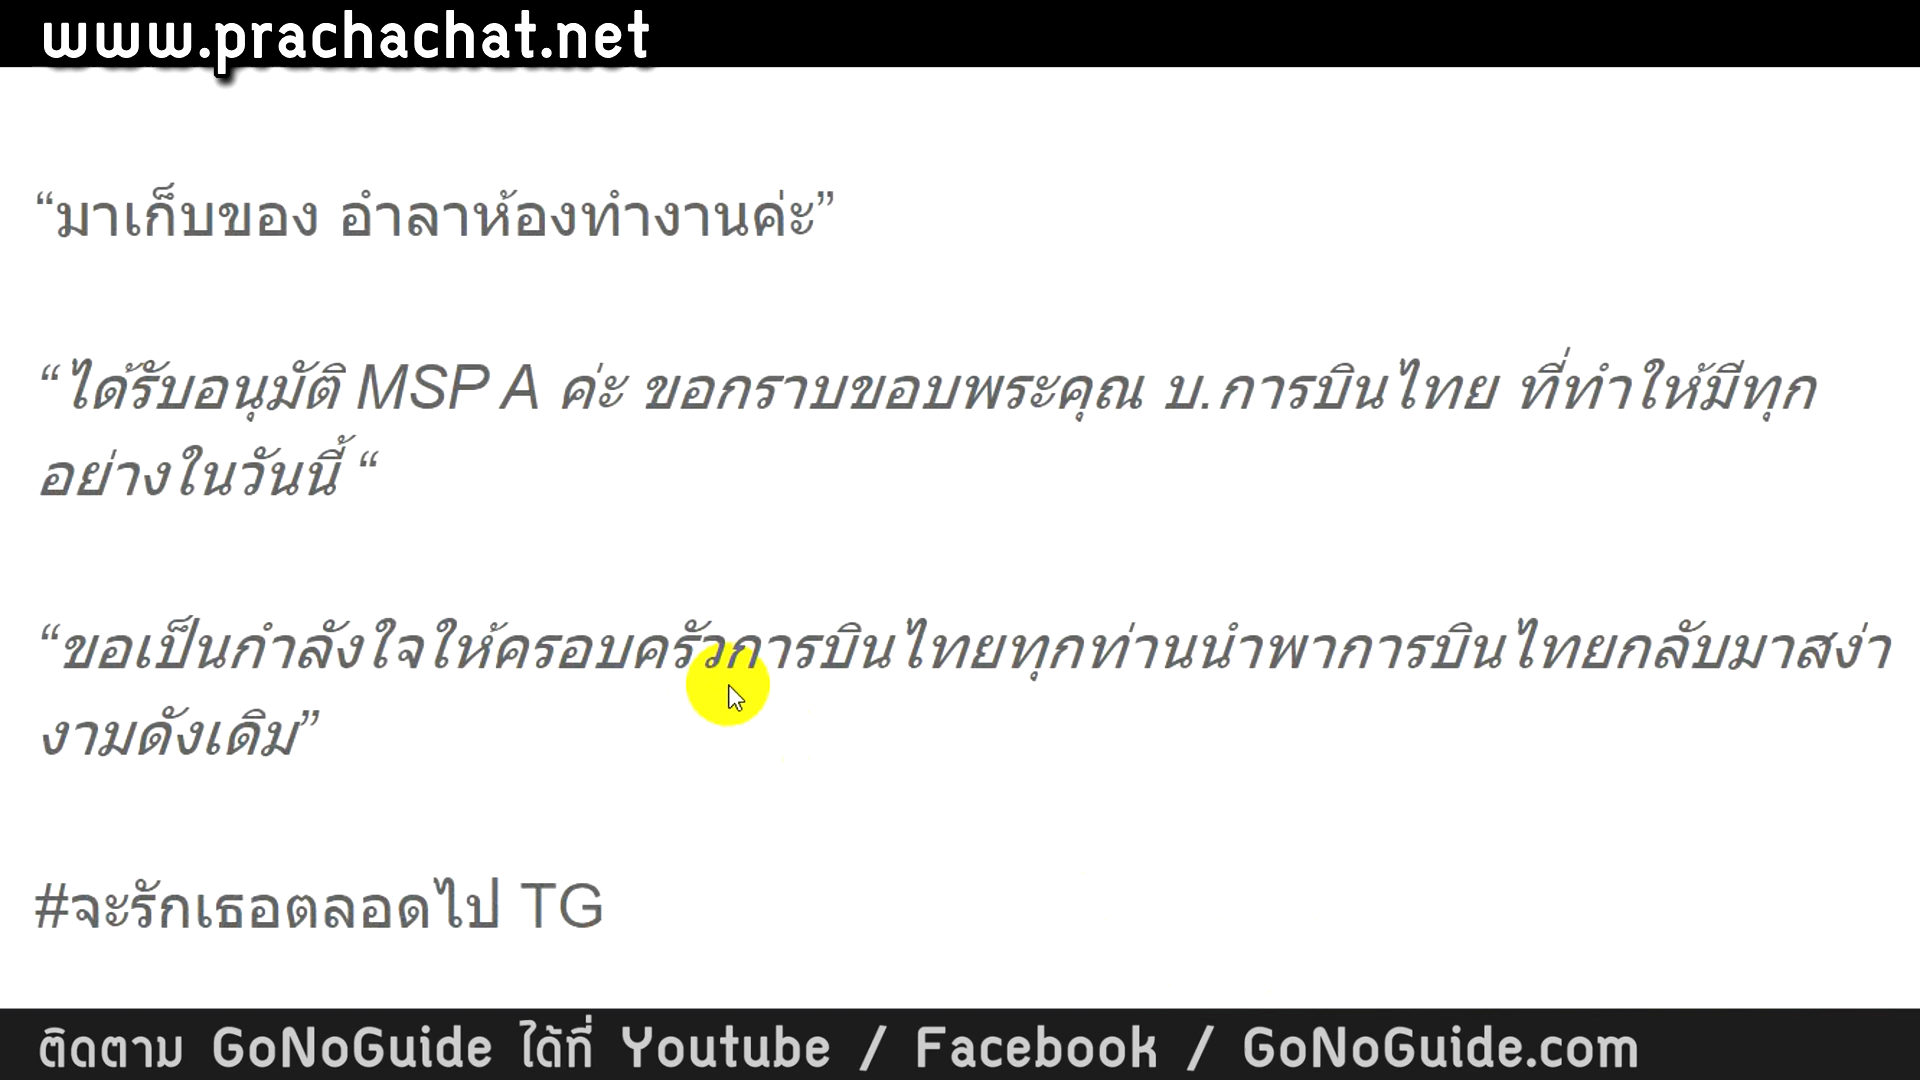 www.prachachat.net
“มาเก็บของ อำลาห้องทำงานค่ะ”
“ได้รับอนุมัติ MSP A ค่ะ ขอกราบขอบพระคุณ บ.การบินไทย ที่ทำให้มีทุก
อย่างในวันนี้ “
“ขอเป็นกำลังใจให้ครอบครัวการบินไทยทุกท่านนำพาการบินไทยกลับมาสง่า
งามดังเดิม”
#จะรักเธอตลอดไป TG
ติดตาม GoNoGuide ได้ที่ Youtube / Facebook / GoNoGuide.com